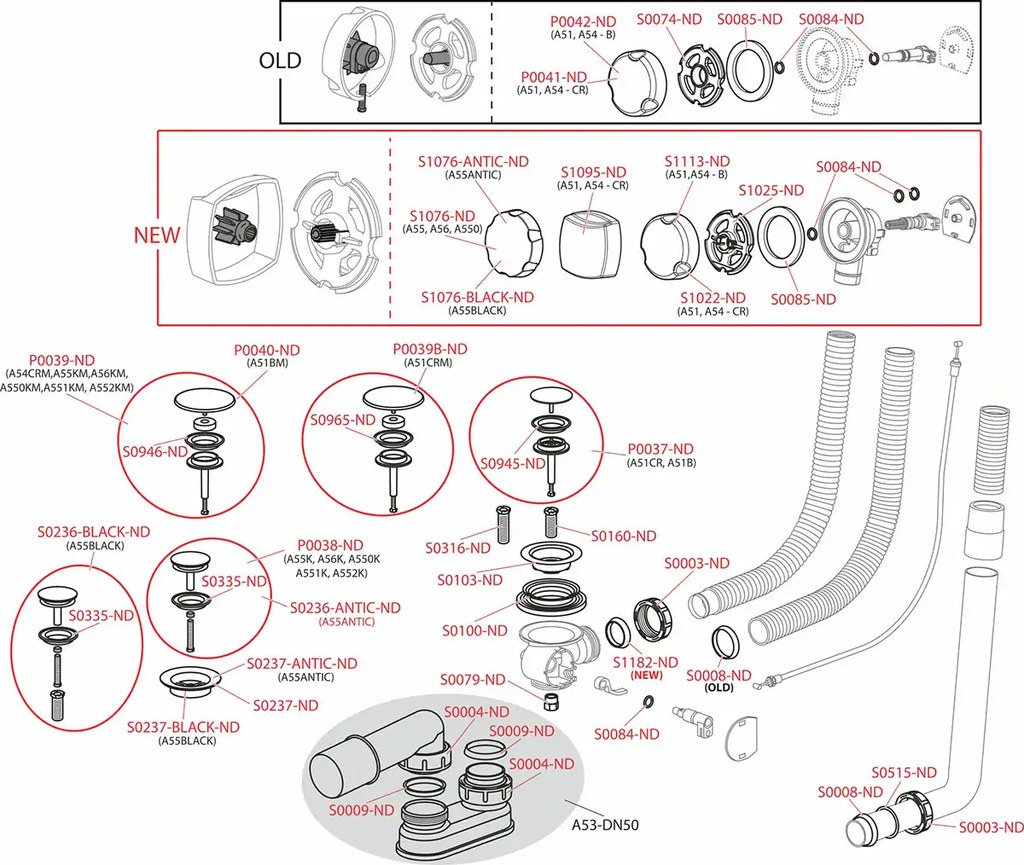 OLD
P0042-ND
(A51, A54 - B)
S0074-ND
S0085-ND
S0084-ND
P0041-ND
(A51, A54 - CR)
NEW
S1076-ANTIC-ND
(A55ANTIC)
S1076-ND
(A55, A56, A550)
S1076-BLACK-ND
(A55BLACK)
S1095-ND
(A51, A54 - CR)
S1113-ND
(A51,A54 - B)
S1025-ND
S0084-ND
S1022-ND
(A51, A54 - CR)
S0085-ND
P0039-ND
(A54CRM,A55KM,A56KM,
A550KM,A551KM, A552KM)
P0040-ND
(A51BM)
S0946-ND
P0039B-ND
(A51CRM)
S0965-ND
S0945-ND
P0037-ND
(A51CR, A51B)
S0236-BLACK-ND
(A55BLACK)
S0335-ND
P0038-ND
(A55K, A56K, A550K
A551K, A552K)
S0335-ND
S0236-ANTIC-ND
(A55ANTIC)
S0237-ANTIC-ND
(A55ANTIC)
S0237-ND
S0237-BLACK-ND
(A55BLACK)
S0316-ND
S0160-ND
S0103-ND
S0100-ND
S0003-ND
S1182-ND
(NEW)
S0008-ND
(OLD)
S0079-ND
S0084-ND
S0004-ND
S0009-ND
S0004-ND
S0009-ND
A53-DN50
S0515-ND
S0008-ND
S0003-ND